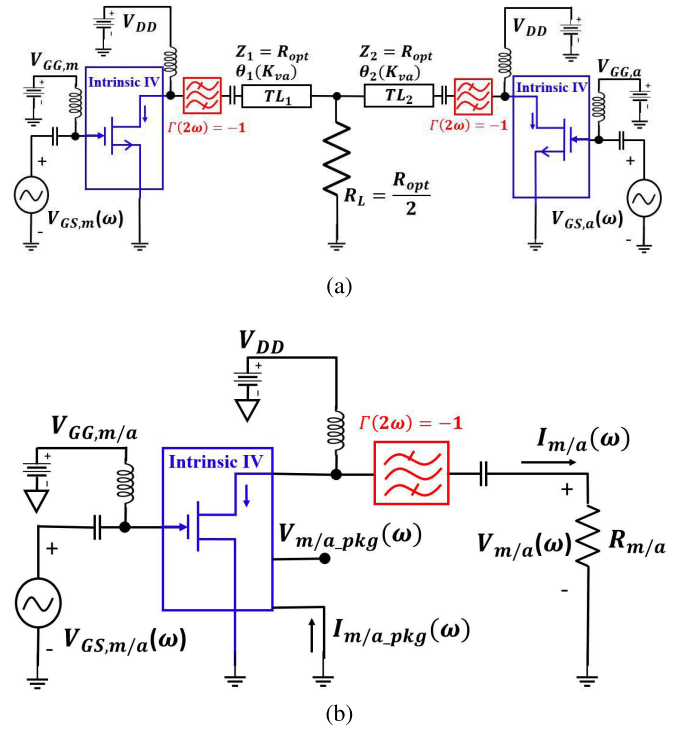 V_DD
Z_1 = R_opt
Z_2 = R_opt
V_DD
V_GG,m
θ_1(K_va)
θ_2(K_va)
V_GG,a
Intrinsic IV
TL_1
TL_2
Intrinsic IV
Γ(2ω) = −1
Γ(2ω) = −1
+
-
V_GS,m(ω)
R_L = R_opt/2
V_GS,a(ω)
+
-
(a)
V_DD
+
Γ(2ω) = −1
V_GG,m/a
+
Intrinsic IV
I_m/a(ω)
+
V_m/a_pkg(ω)
V_m/a(ω)
R_m/a
-
+
-
V_GS,m/a(ω)
I_m/a_pkg(ω)
(b)